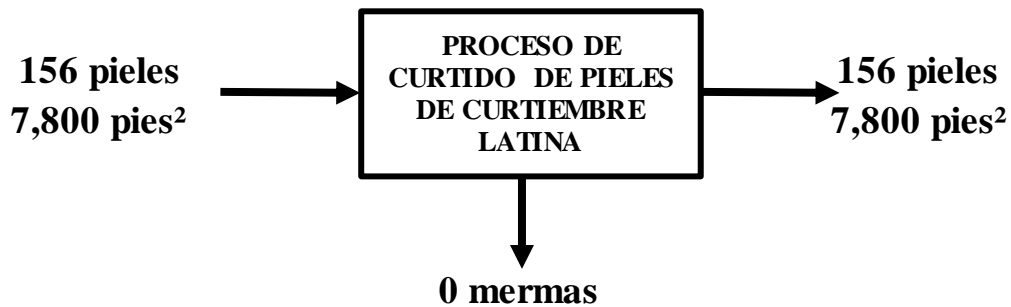 156 pieles
7,800 pies²
PROCESO DE
CURTIDO DE PIELES
DE CURTIEMBRE
LATINA
156 pieles
7,800 pies²
0 mermas